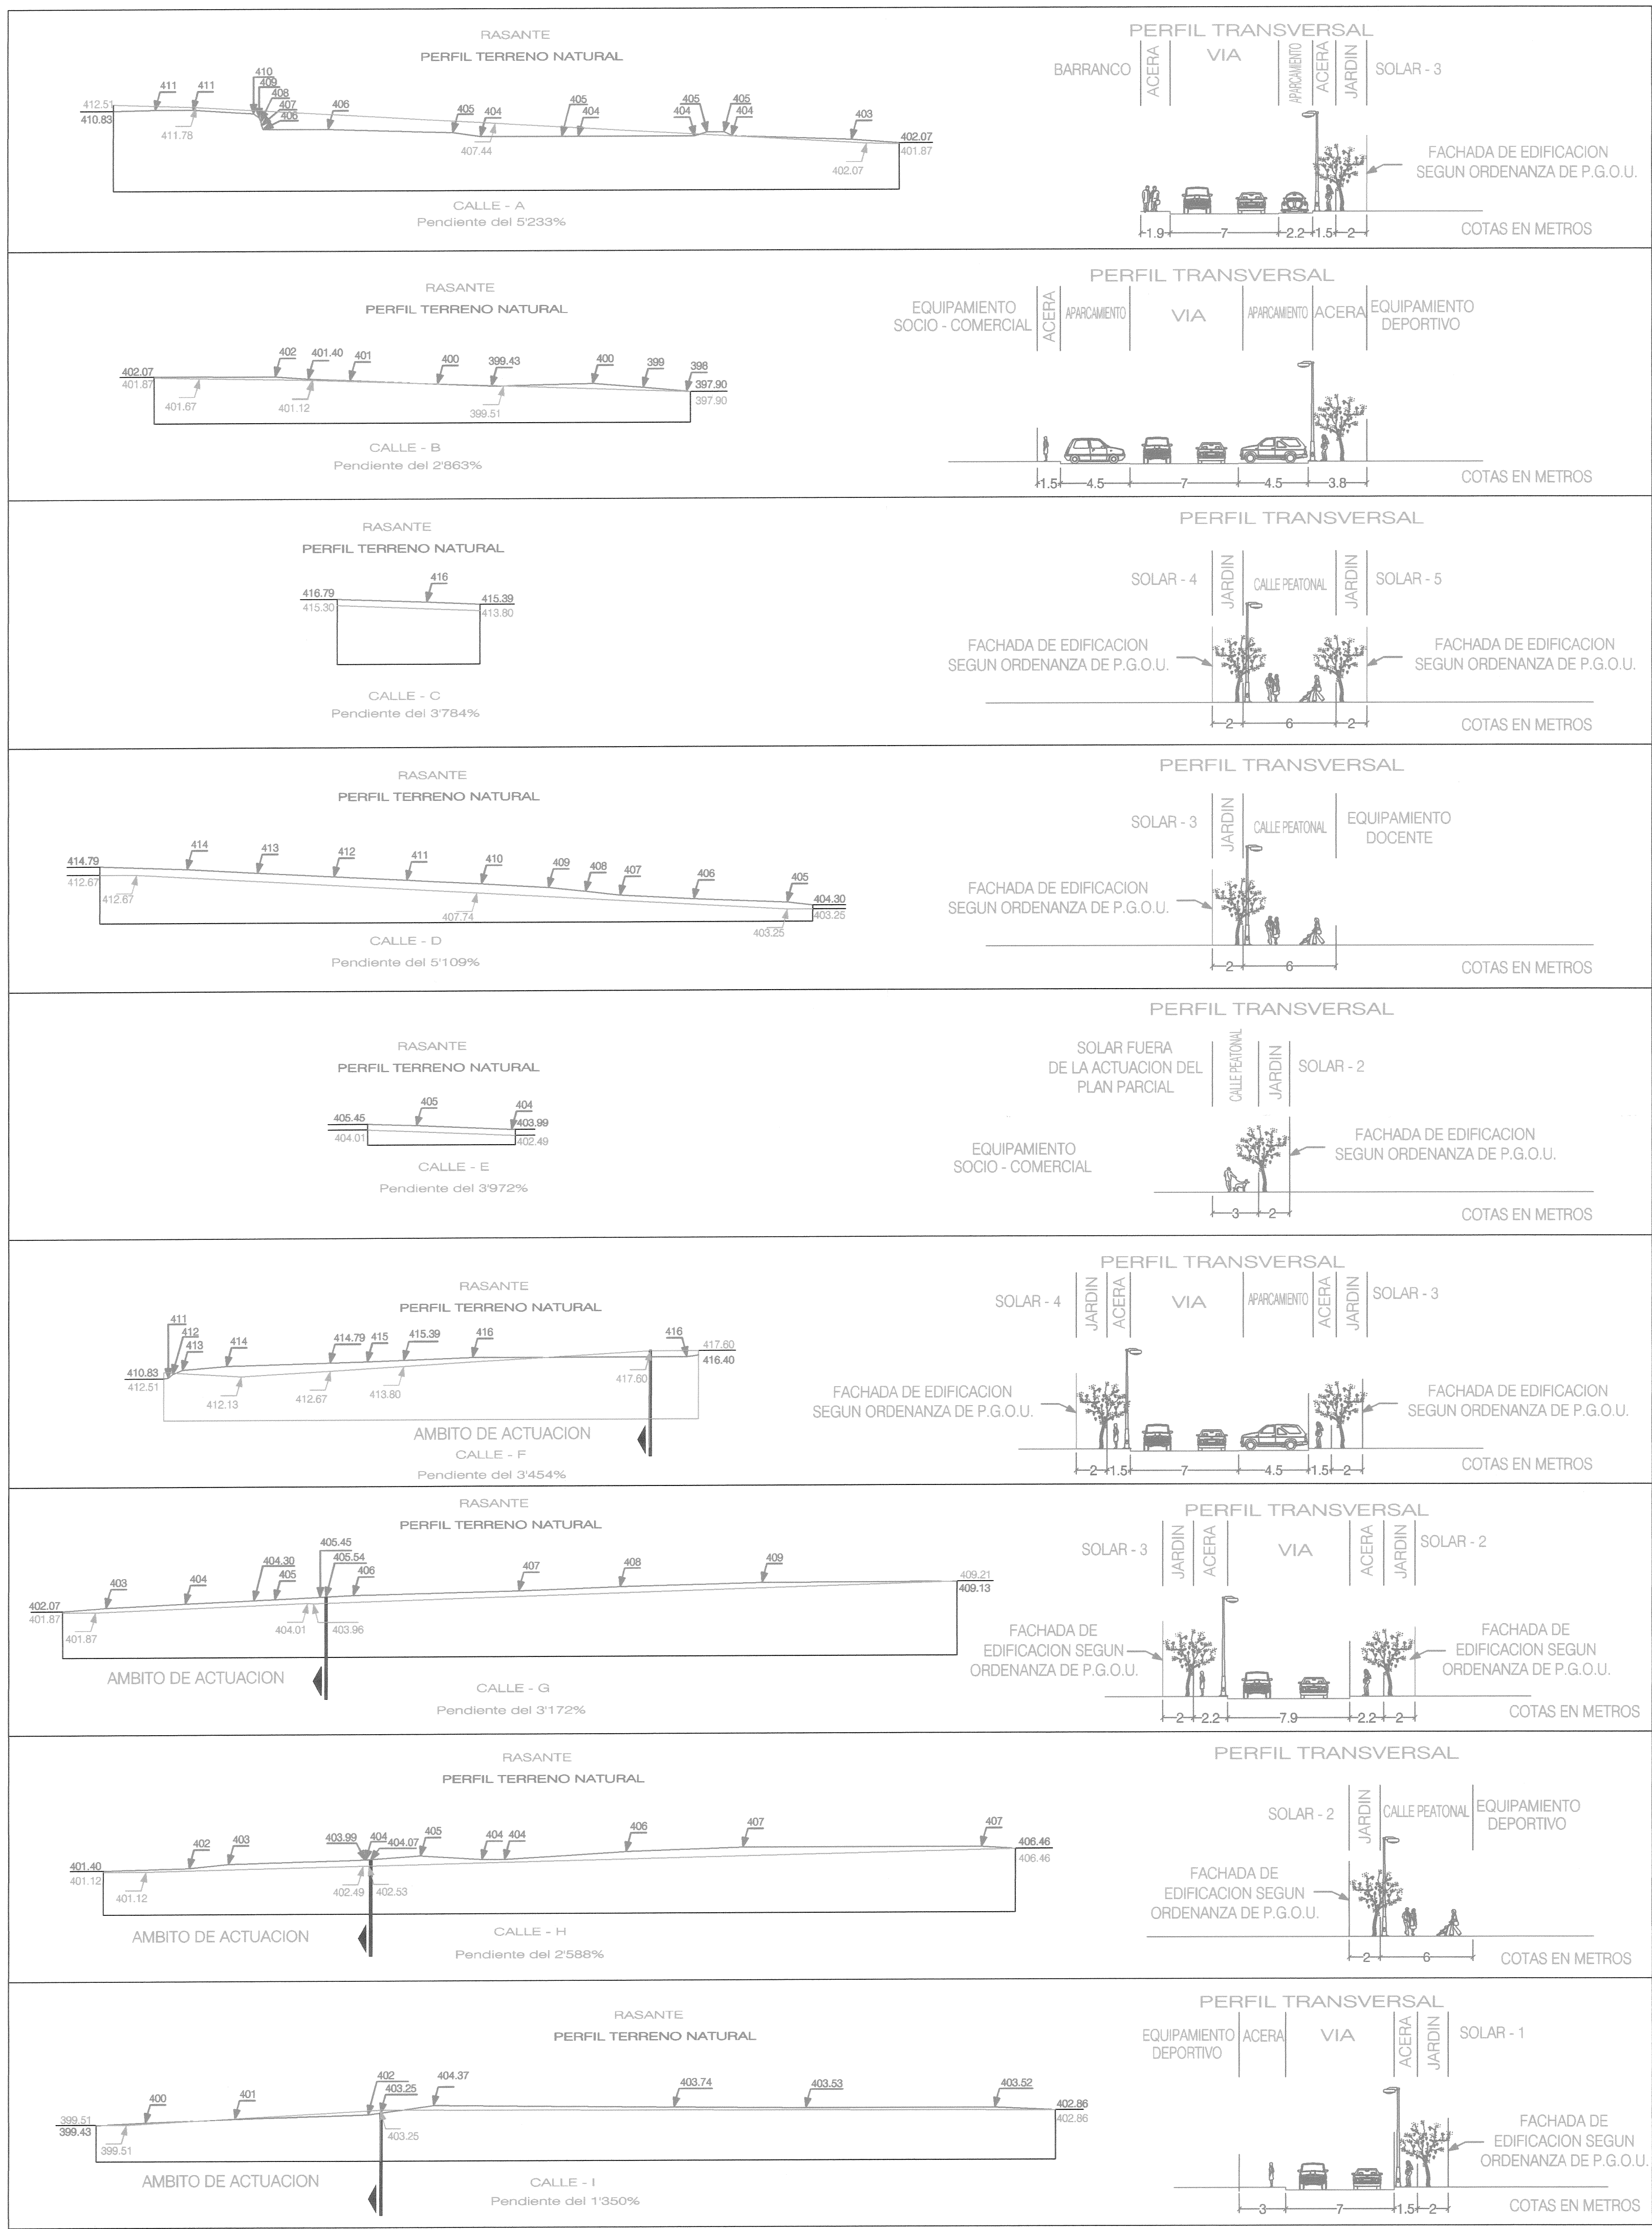 RASANTE
PERFIL TERRENO NATURAL
410
411 411 409
408
412.51 407 406 405 404 405 405 405
410.83 406 404 404 404 403
411.78 407.44 402.07
402.07
401.87
CALLE - A
Pendiente del 5'233%
PERFIL TRANSVERSAL
BARRANCO ACERA VIA APARCAMIENTO ACERA JARDIN SOLAR - 3
FACHADA DE EDIFICACION
SEGUN ORDENANZA DE P.G.O.U.
1.9 7 2.2 1.5 2
COTAS EN METROS
RASANTE
PERFIL TERRENO NATURAL
402 401.40 401 400 399.43 400 399 398
402.07 397.90
401.87 397.90
401.67 401.12 399.51
CALLE - B
Pendiente del 2'863%
PERFIL TRANSVERSAL
EQUIPAMIENTO
SOCIO - COMERCIAL
ACERA APARCAMIENTO VIA APARCAMIENTO ACERA
EQUIPAMIENTO
DEPORTIVO
1.5 4.5 7 4.5 3.8
COTAS EN METROS
RASANTE
PERFIL TERRENO NATURAL
416
416.79 415.39
415.30 413.80
CALLE - C
Pendiente del 3'784%
PERFIL TRANSVERSAL
SOLAR - 4 JARDIN CALLE PEATONAL JARDIN SOLAR - 5
FACHADA DE EDIFICACION
SEGUN ORDENANZA DE P.G.O.U.
FACHADA DE EDIFICACION
SEGUN ORDENANZA DE P.G.O.U.
2 6 2
COTAS EN METROS
RASANTE
PERFIL TERRENO NATURAL
414 413 412 411 410 409 408 407 406 405
414.79 404.30
412.67 403.25
412.67 407.74 403.25
CALLE - D
Pendiente del 5'109%
PERFIL TRANSVERSAL
SOLAR - 3 JARDIN CALLE PEATONAL
EQUIPAMIENTO
DOCENTE
FACHADA DE EDIFICACION
SEGUN ORDENANZA DE P.G.O.U.
2 6
COTAS EN METROS
RASANTE
PERFIL TERRENO NATURAL
405 404
405.45 403.99
404.01 402.49
CALLE - E
Pendiente del 3'972%
PERFIL TRANSVERSAL
SOLAR FUERA
DE LA ACTUACION DEL
PLAN PARCIAL
CALLE PEATONAL JARDIN SOLAR - 2
EQUIPAMIENTO
SOCIO - COMERCIAL
FACHADA DE EDIFICACION
SEGUN ORDENANZA DE P.G.O.U.
3 2
COTAS EN METROS
RASANTE
PERFIL TERRENO NATURAL
411
412
413 414 414.79 415 415.39 416 416
410.83 417.60
412.51 416.40
412.13 412.67 413.80 417.60
AMBITO DE ACTUACION
CALLE - F
Pendiente del 3'454%
PERFIL TRANSVERSAL
SOLAR - 4 JARDIN ACERA VIA APARCAMIENTO ACERA JARDIN SOLAR - 3
FACHADA DE EDIFICACION
SEGUN ORDENANZA DE P.G.O.U.
FACHADA DE EDIFICACION
SEGUN ORDENANZA DE P.G.O.U.
2 1.5 7 4.5 1.5 2
COTAS EN METROS
RASANTE
PERFIL TERRENO NATURAL
405.45
404.30 405.54
403 404 405 406 407 408 409
402.07 409.21
401.87 409.13
401.87 404.01 403.96
AMBITO DE ACTUACION
CALLE - G
Pendiente del 3'172%
PERFIL TRANSVERSAL
SOLAR - 3 JARDIN ACERA VIA ACERA JARDIN SOLAR - 2
FACHADA DE
EDIFICACION SEGUN
ORDENANZA DE P.G.O.U.
FACHADA DE
EDIFICACION SEGUN
ORDENANZA DE P.G.O.U.
2 2.2 7.9 2.2 2
COTAS EN METROS
RASANTE
PERFIL TERRENO NATURAL
402 403 403.99 404 404.07 405 404 404 406 407 407
401.40 406.46
401.12 406.46
401.12 402.49 402.53
AMBITO DE ACTUACION
CALLE - H
Pendiente del 2'588%
PERFIL TRANSVERSAL
SOLAR - 2 JARDIN CALLE PEATONAL
EQUIPAMIENTO
DEPORTIVO
FACHADA DE
EDIFICACION SEGUN
ORDENANZA DE P.G.O.U.
2 6
COTAS EN METROS
RASANTE
PERFIL TERRENO NATURAL
400 401 402 403.25 404.37 403.74 403.53 403.52
399.51 402.86
399.43 402.86
399.51 403.25
AMBITO DE ACTUACION
CALLE - I
Pendiente del 1'350%
PERFIL TRANSVERSAL
EQUIPAMIENTO
DEPORTIVO
ACERA VIA ACERA JARDIN SOLAR - 1
FACHADA DE
EDIFICACION SEGUN
ORDENANZA DE P.G.O.U.
3 7 1.5 2
COTAS EN METROS